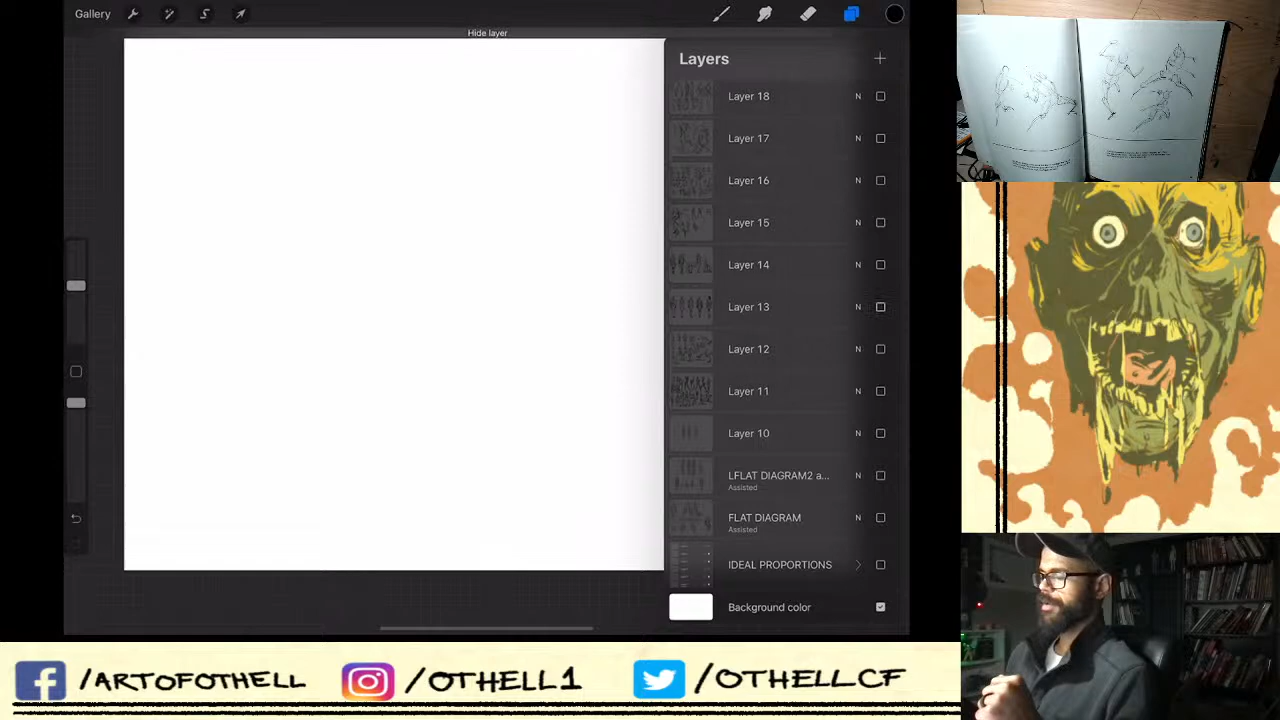 Gallery
Hide layer
Layers
Layer 18 N
Layer 17 N
Layer 16 N
Layer 15 N
Layer 14 N
Layer 13 N
Layer 12 N
Layer 11 N
Layer 10 N
LFLAT DIAGRAM2 a... N
Assisted
FLAT DIAGRAM N
Assisted
IDEAL PROPORTIONS
Background color
/ARTOFOTHELL
/OTHELL1
/OTHELL_CF